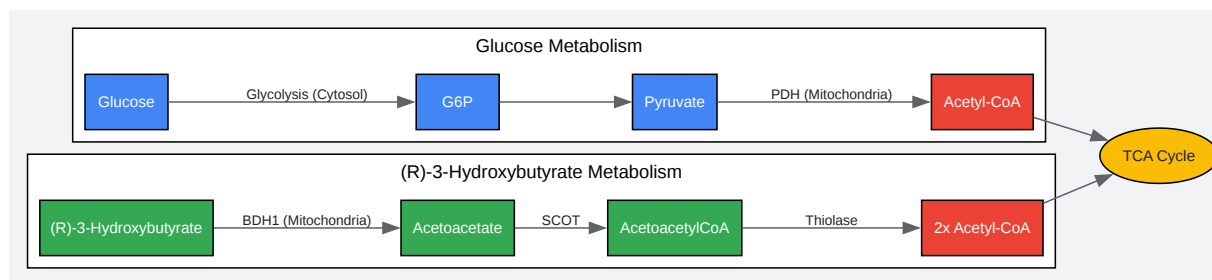 Glucose Metabolism
Glucose
Glycolysis (Cytosol)
G6P
Pyruvate
PDH (Mitochondria)
Acetyl-CoA
TCA Cycle
(R)-3-Hydroxybutyrate Metabolism
(R)-3-Hydroxybutyrate
BDH1 (Mitochondria)
Acetoacetate
SCOT
AcetoacetylCoA
Thiolase
2x Acetyl-CoA